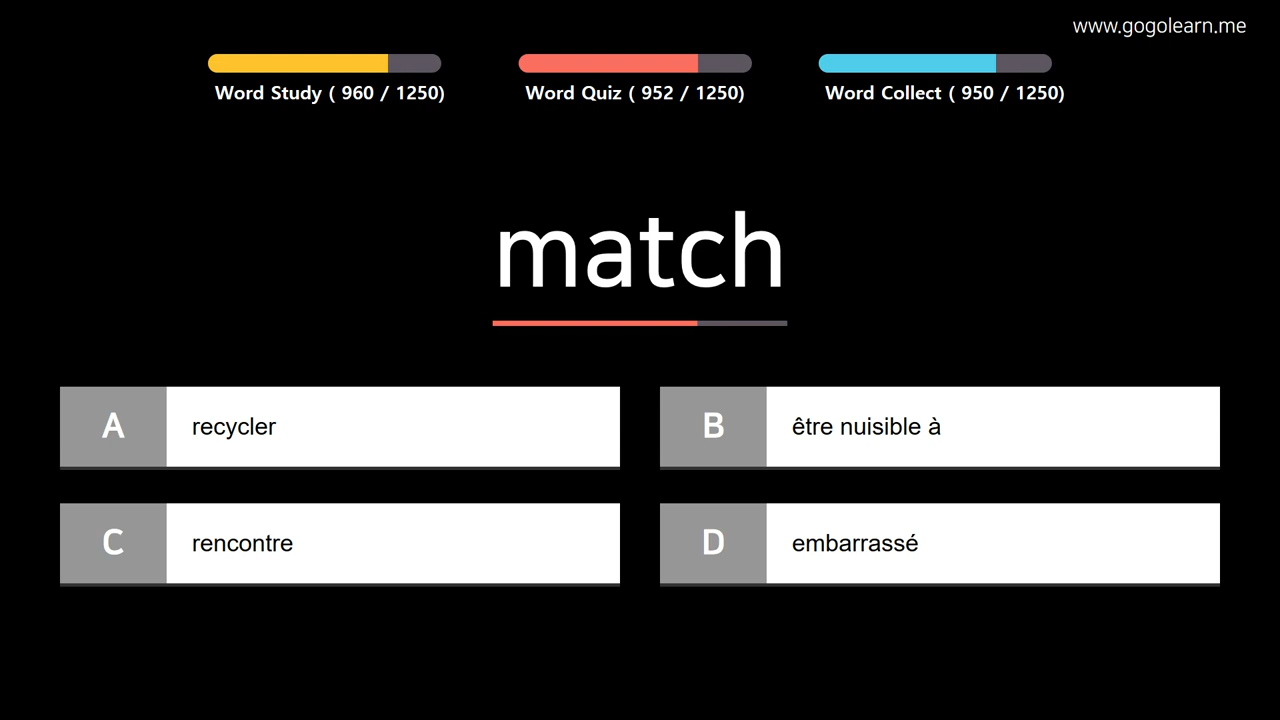 www.gogolearn.me
Word Study ( 960 / 1250)
Word Quiz ( 952 / 1250)
Word Collect ( 950 / 1250)
match
A
recycler
B
être nuisible à
C
rencontre
D
embarrassé